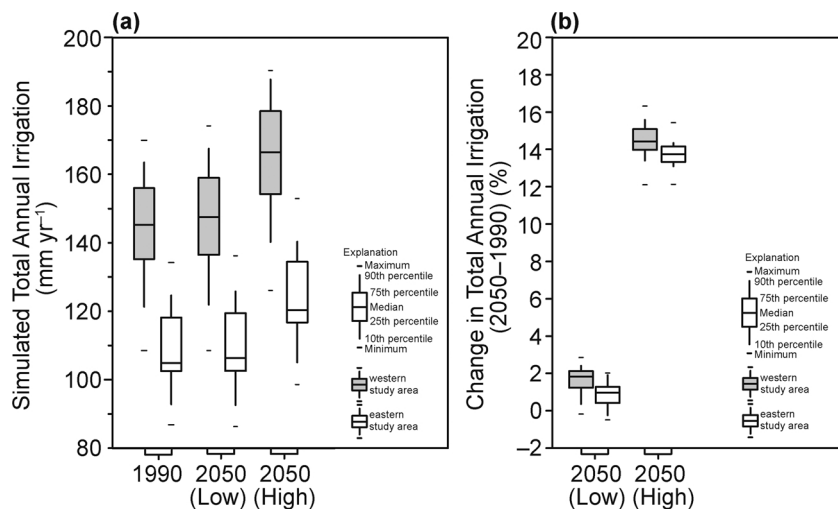 (a)
Simulated Total Annual Irrigation
(mm yr⁻¹)
200
180
160
140
120
100
80
1990
2050
(Low)
2050
(High)
Explanation
Maximum
90th percentile
75th percentile
Median
25th percentile
10th percentile
Minimum
western
study area
eastern
study area
(b)
Change in Total Annual Irrigation
(2050–1990) (%)
20
18
16
14
12
10
8
6
4
2
0
−2
2050
(Low)
2050
(High)
Explanation
Maximum
90th percentile
75th percentile
Median
25th percentile
10th percentile
Minimum
western
study area
eastern
study area